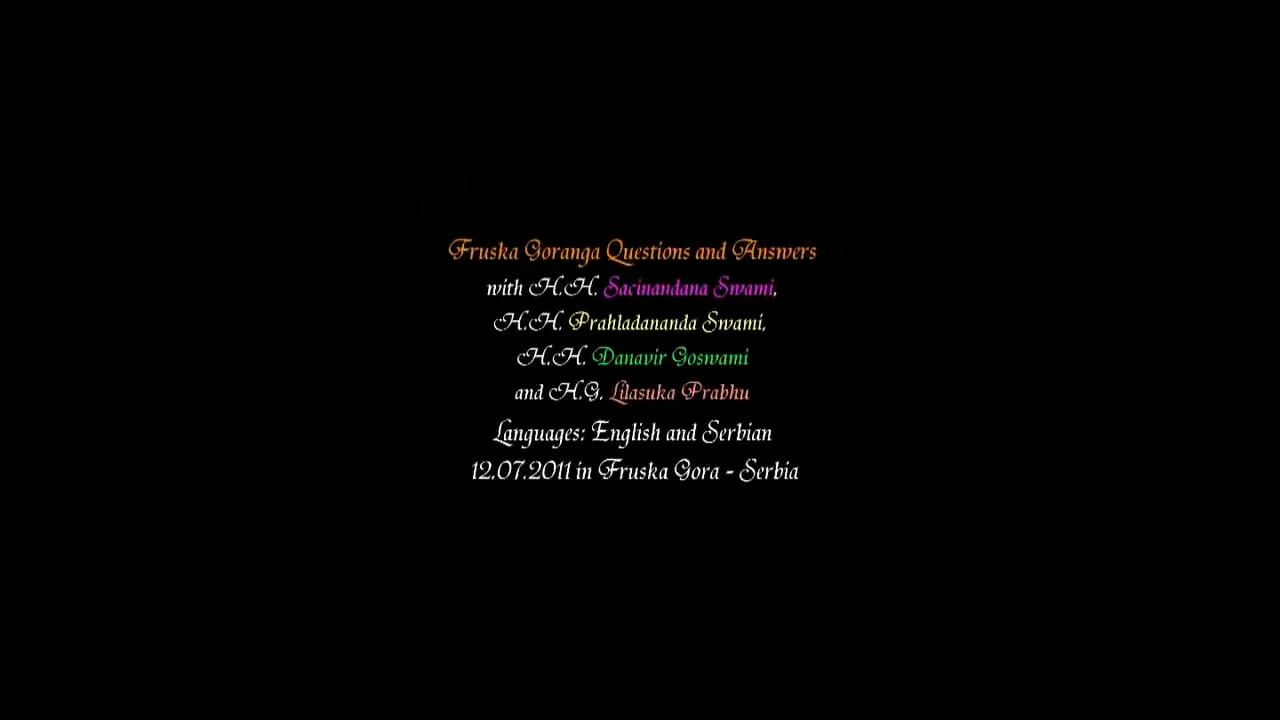 Fruska Goranga Questions and Answers
with H.H. Sacinandana Swami,
H.H. Prahladananda Swami,
H.H. Danavir Goswami
and H.G. Lilasuka Prabhu
Languages: English and Serbian
12.07.2011 in Fruska Gora - Serbia